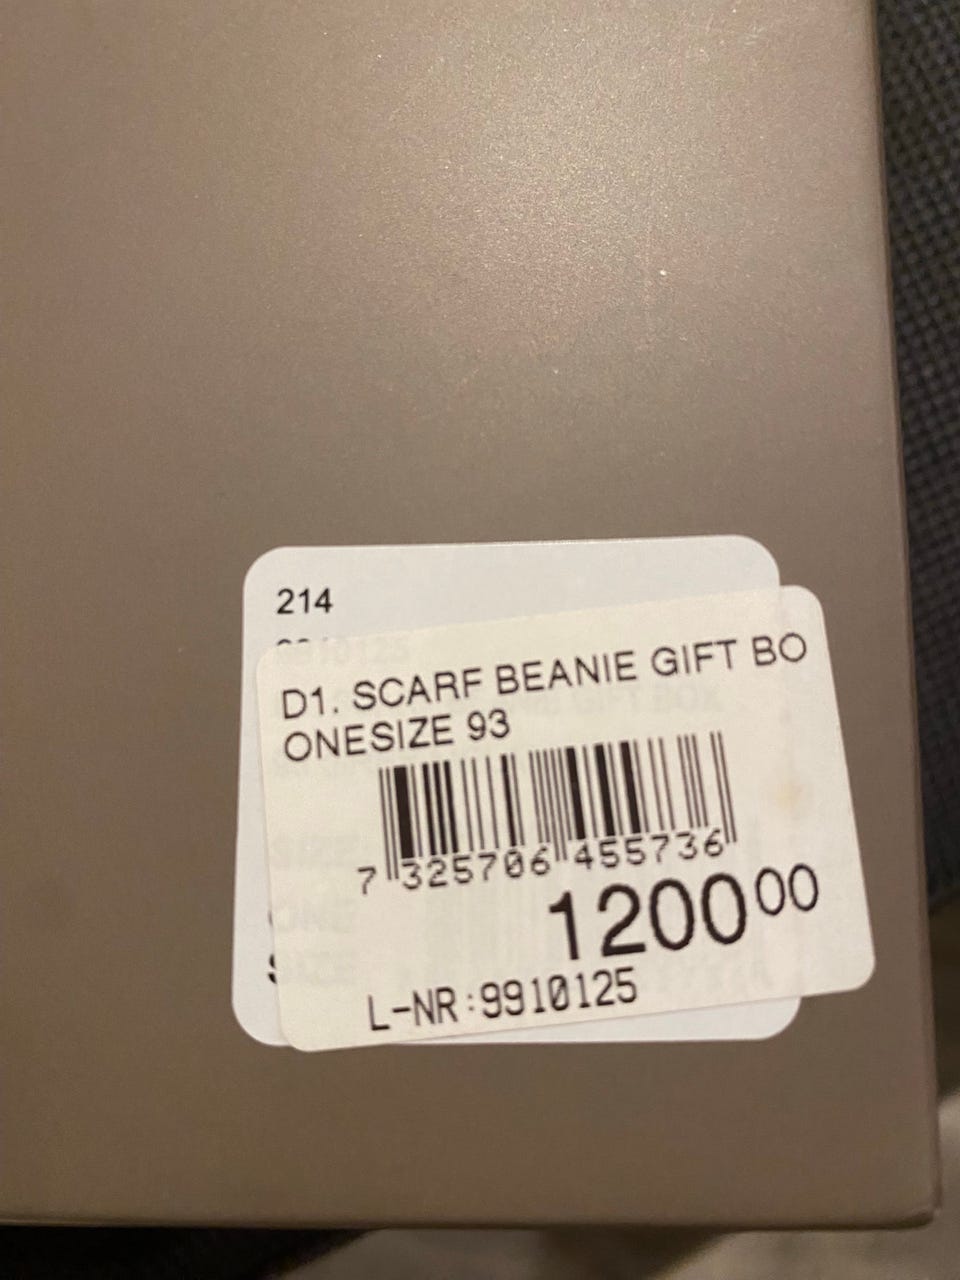 214
D1. SCARF BEANIE GIFT BO
ONESIZE 93
7 325706 455736
1200 00
L-NR:9910125